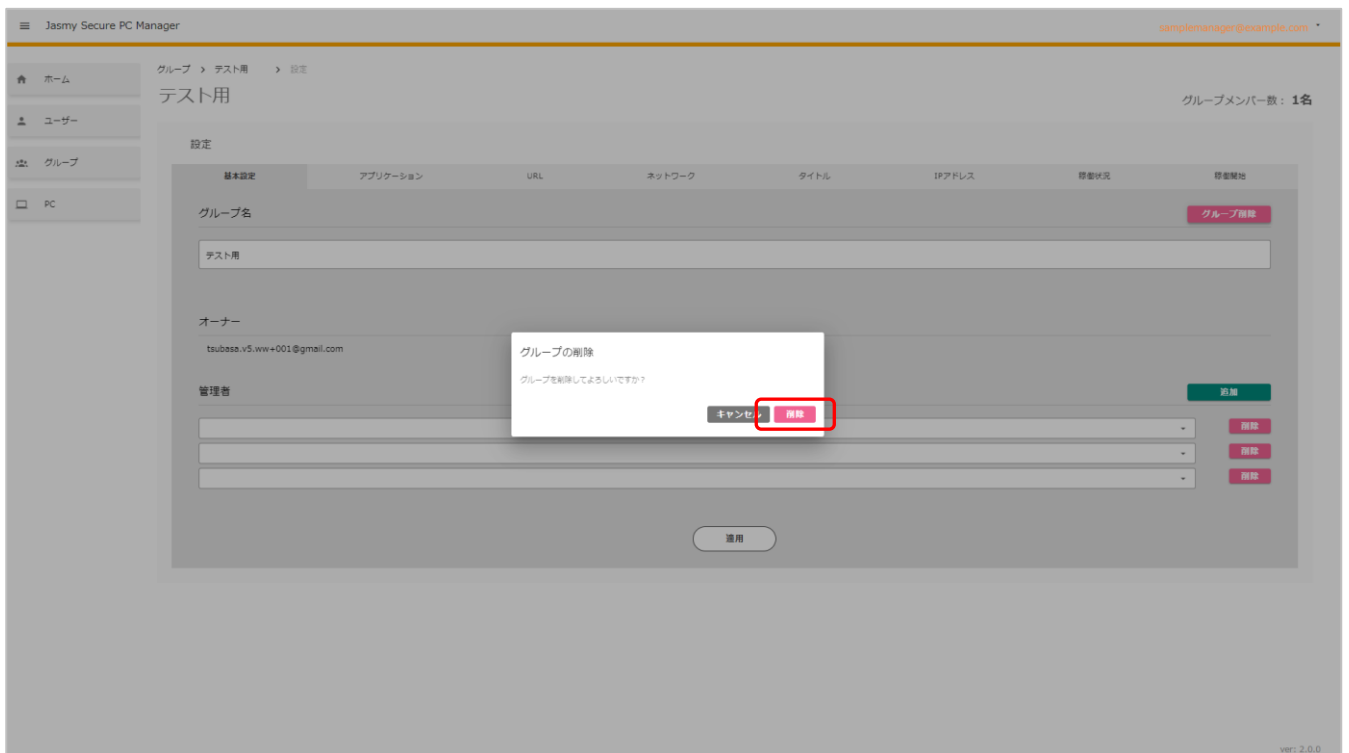 Jasmy Secure PC Manager
samplemanager@example.com
ホーム
ユーザー
グループ
PC
グループ > テスト用 > 設定
テスト用
グループメンバー数： 1名
設定
基本設定 アプリケーション URL ネットワーク タイトル IPアドレス 稼働状況 稼働開始
グループ名
グループ削除
テスト用
オーナー
tsubasa.v5.ww+001@gmail.com
管理者
追加
グループの削除
グループを削除してよろしいですか？
キャンセル 削除
削除
削除
削除
適用
ver: 2.0.0